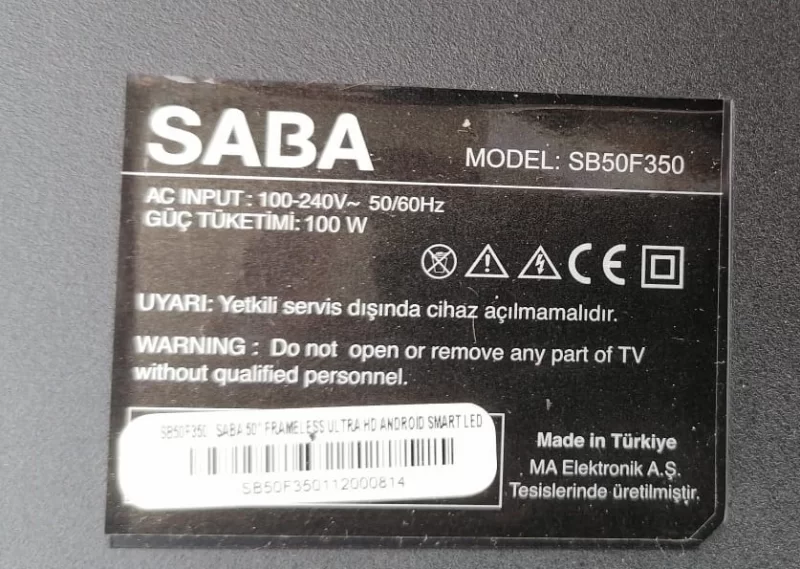 SABA
MODEL: SB50F350
AC INPUT : 100-240V~ 50/60Hz
GÜÇ TÜKETİMİ: 100 W
CE
UYARI: Yetkili servis dışında cihaz açılmamalıdır.
WARNING : Do not open or remove any part of TV
without qualified personnel.
SB50F350 SABA 50" FRAMELESS ULTRA HD ANDROID SMART LED
SB50F350112000814
Made in Türkiye
MA Elektronik A.Ş.
Tesislerinde üretilmiştir.